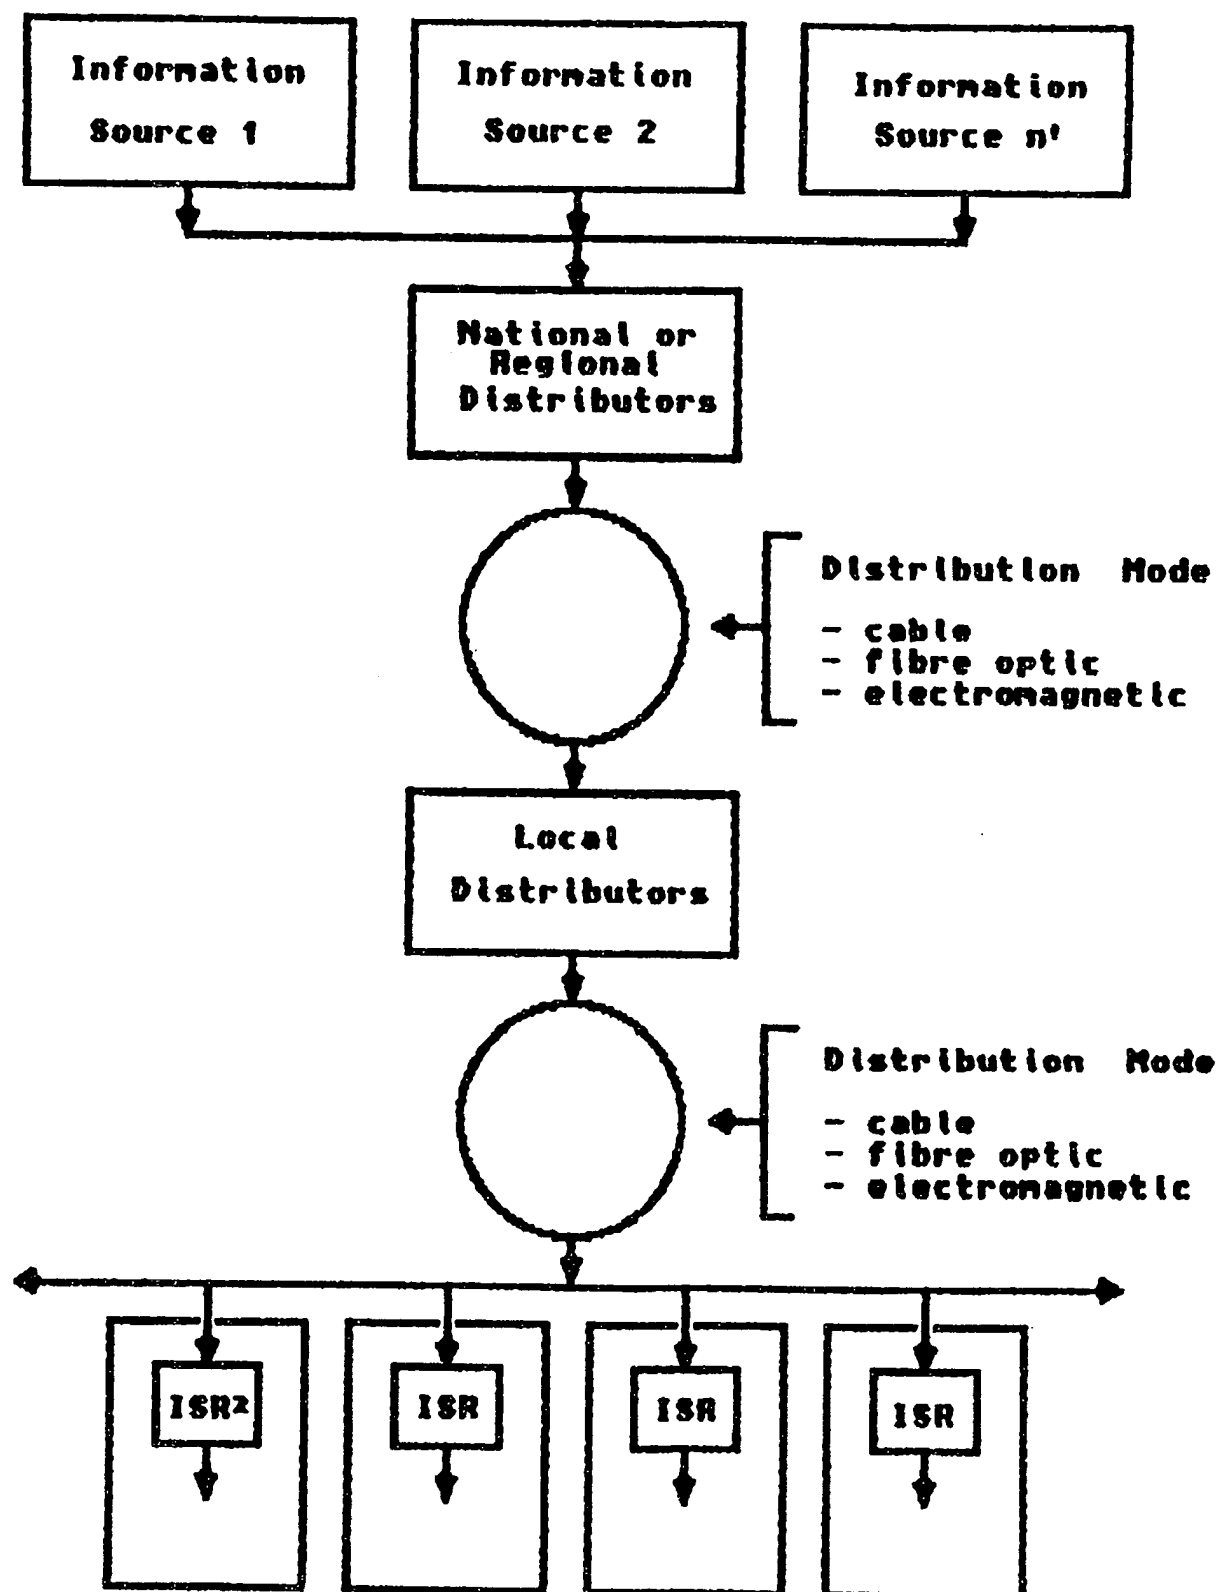 Information
Source 1
Information
Source 2
Information
Source n'
National or
Regional
Distributors
Distribution Mode
- cable
- fibre optic
- electromagnetic
Local
Distributors
Distribution Mode
- cable
- fibre optic
- electromagnetic
ISR²
ISR
ISR
ISR